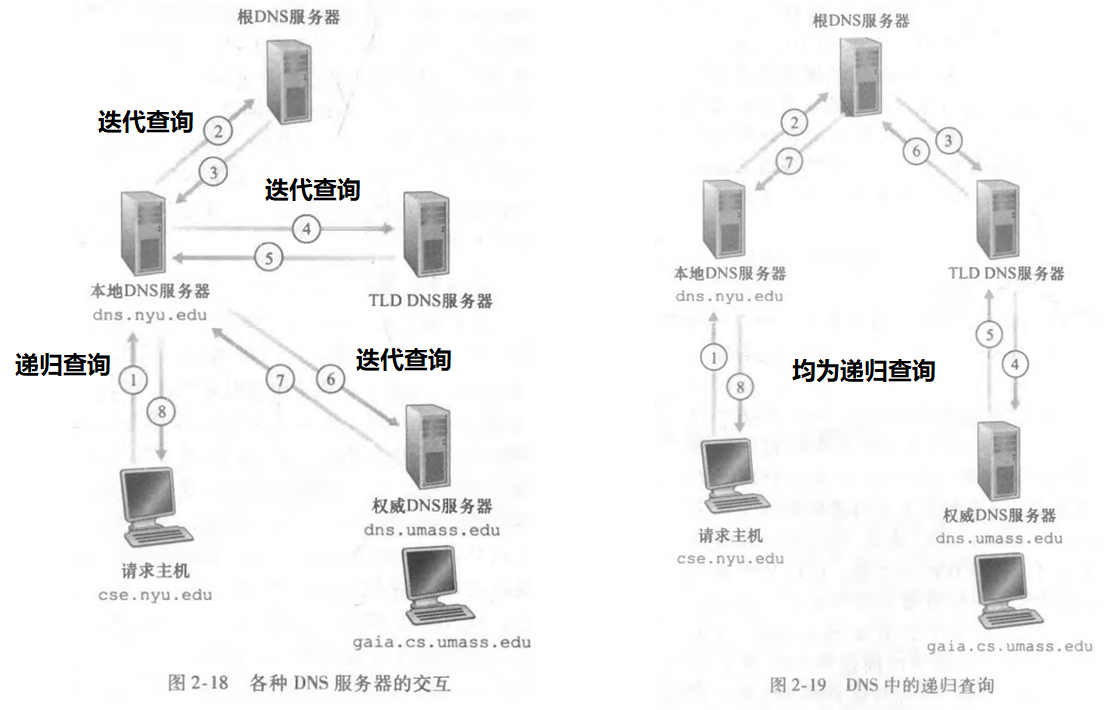 根DNS服务器
迭代查询
2
3
迭代查询
4
5
本地DNS服务器
dns.nyu.edu
TLD DNS服务器
递归查询
迭代查询
1
8
7
6
权威DNS服务器
dns.umass.edu
请求主机
cse.nyu.edu
gaia.cs.umass.edu
图 2-18 各种 DNS 服务器的交互
根DNS服务器
2
7
3
6
本地DNS服务器
dns.nyu.edu
TLD DNS服务器
1
8
均为递归查询
5
4
请求主机
cse.nyu.edu
权威DNS服务器
dns.umass.edu
gaia.cs.umass.edu
图 2-19 DNS 中的递归查询